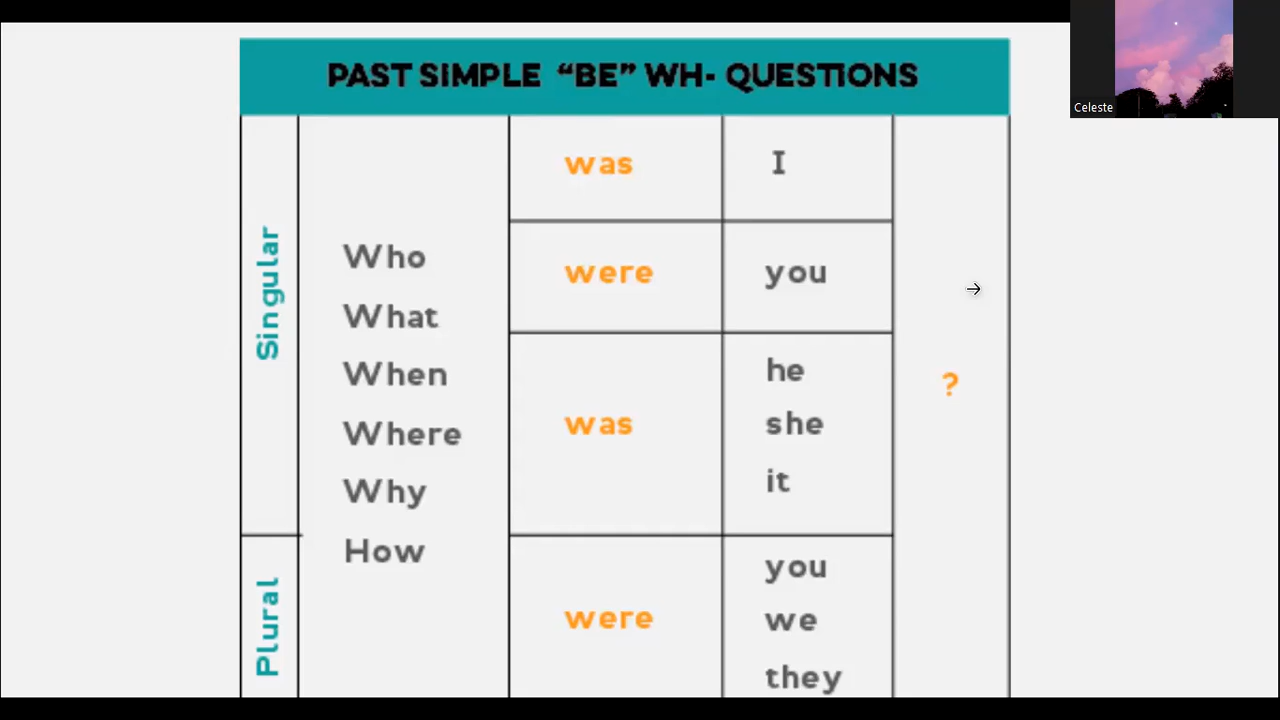 PAST SIMPLE “BE” WH- QUESTIONS
Celeste
Singular
Plural
Who
What
When
Where
Why
How
was
I
were
you
was
he
she
it
were
you
we
they
?